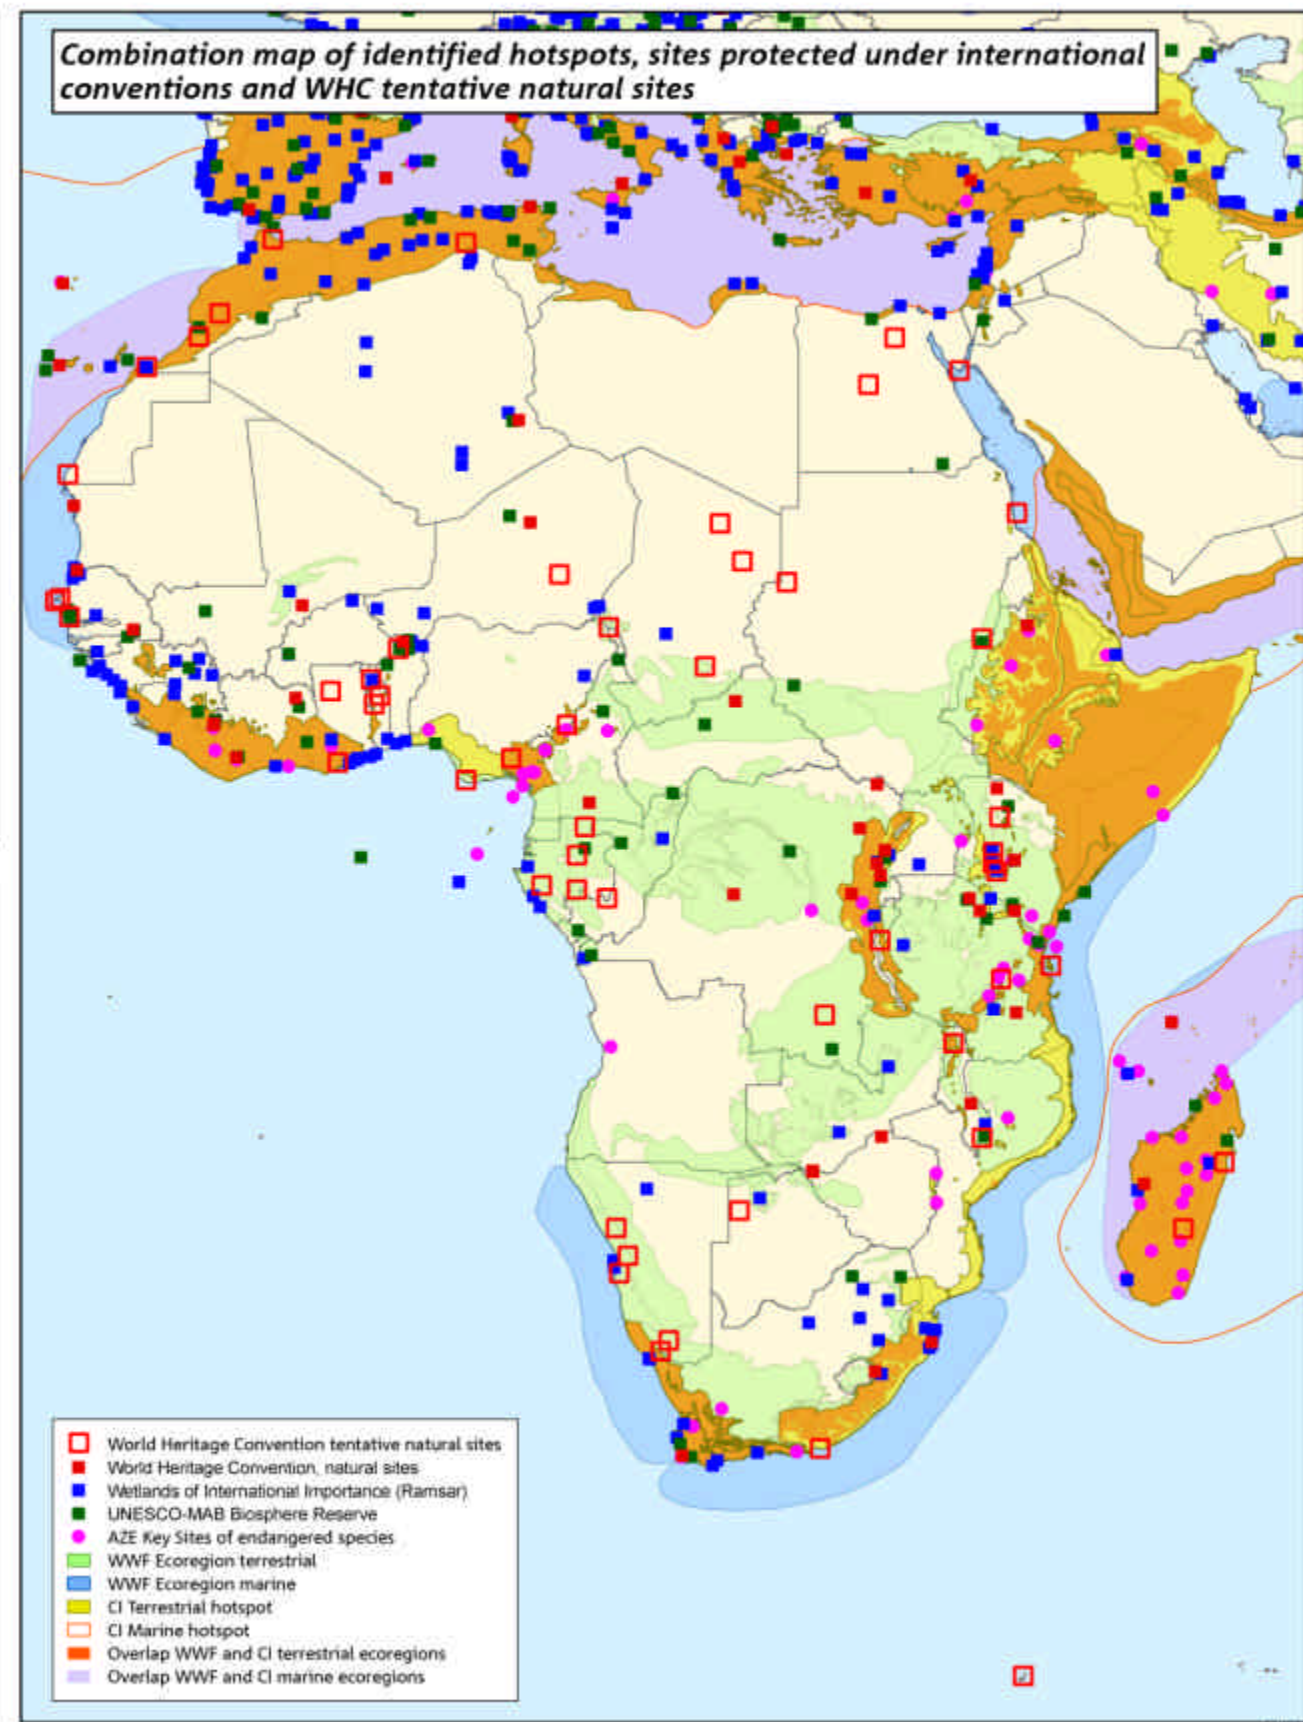 Combination map of identified hotspots, sites protected under international
conventions and WHC tentative natural sites
World Heritage Convention tentative natural sites
World Heritage Convention, natural sites
Wetlands of International Importance (Ramsar)
UNESCO-MAB Biosphere Reserve
AZE Key Sites of endangered species
WWF Ecoregion terrestrial
WWF Ecoregion marine
CI Terrestrial hotspot
CI Marine hotspot
Overlap WWF and CI terrestrial ecoregions
Overlap WWF and CI marine ecoregions